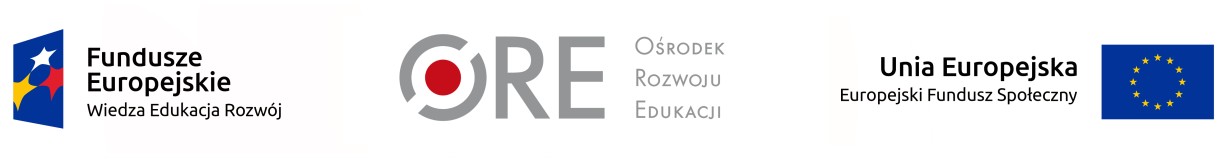 Fundusze
Europejskie
Wiedza Edukacja Rozwój
ORE
Ośrodek
Rozwoju
Edukacji
Unia Europejska
Europejski Fundusz Społeczny